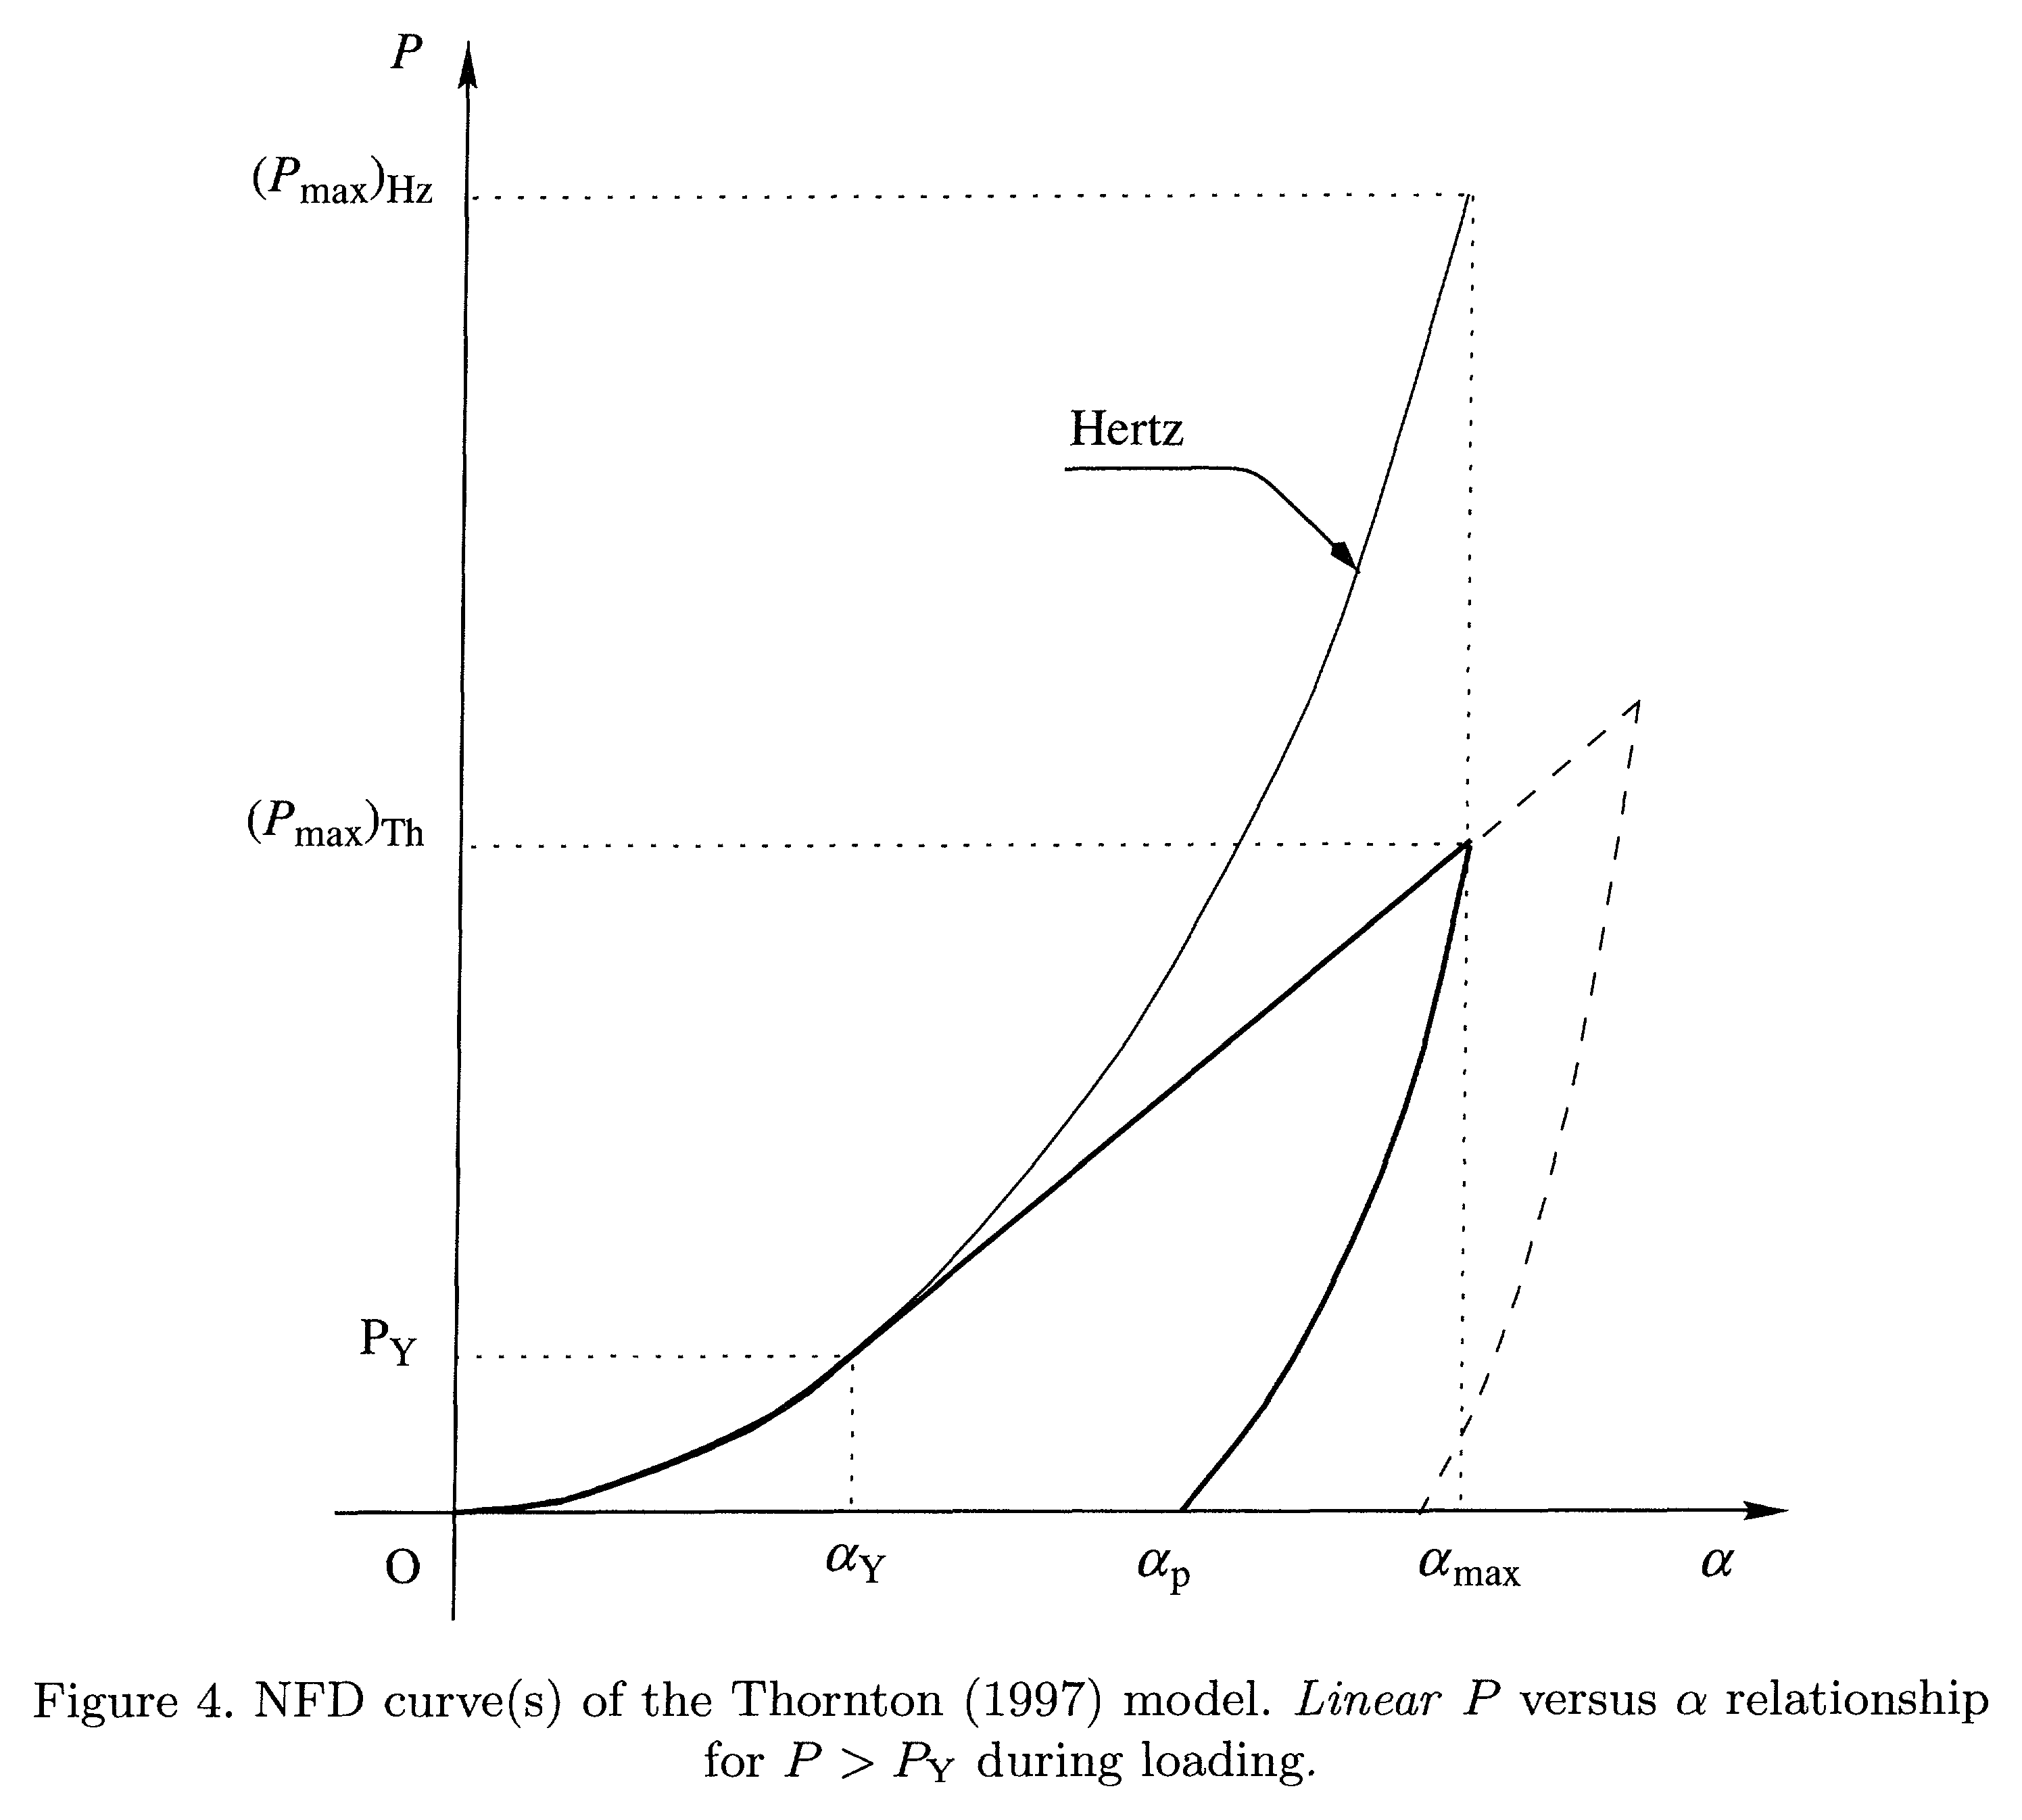 P
(Pmax)Hz
Hertz
(Pmax)Th
PY
O
αY
αp
αmax
α
Figure 4. NFD curve(s) of the Thornton (1997) model. Linear P versus α relationship
for P > PY during loading.